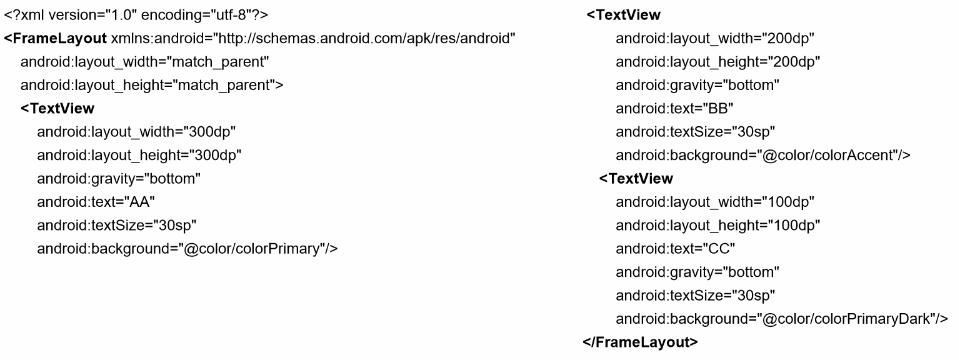 <?xml version="1.0" encoding="utf-8"?>
<FrameLayout xmlns:android="http://schemas.android.com/apk/res/android"
android:layout_width="match_parent"
android:layout_height="match_parent">
<TextView
android:layout_width="300dp"
android:layout_height="300dp"
android:gravity="bottom"
android:text="AA"
android:textSize="30sp"
android:background="@color/colorPrimary"/>
<TextView
android:layout_width="200dp"
android:layout_height="200dp"
android:gravity="bottom"
android:text="BB"
android:textSize="30sp"
android:background="@color/colorAccent"/>
<TextView
android:layout_width="100dp"
android:layout_height="100dp"
android:text="CC"
android:gravity="bottom"
android:textSize="30sp"
android:background="@color/colorPrimaryDark"/>
</FrameLayout>